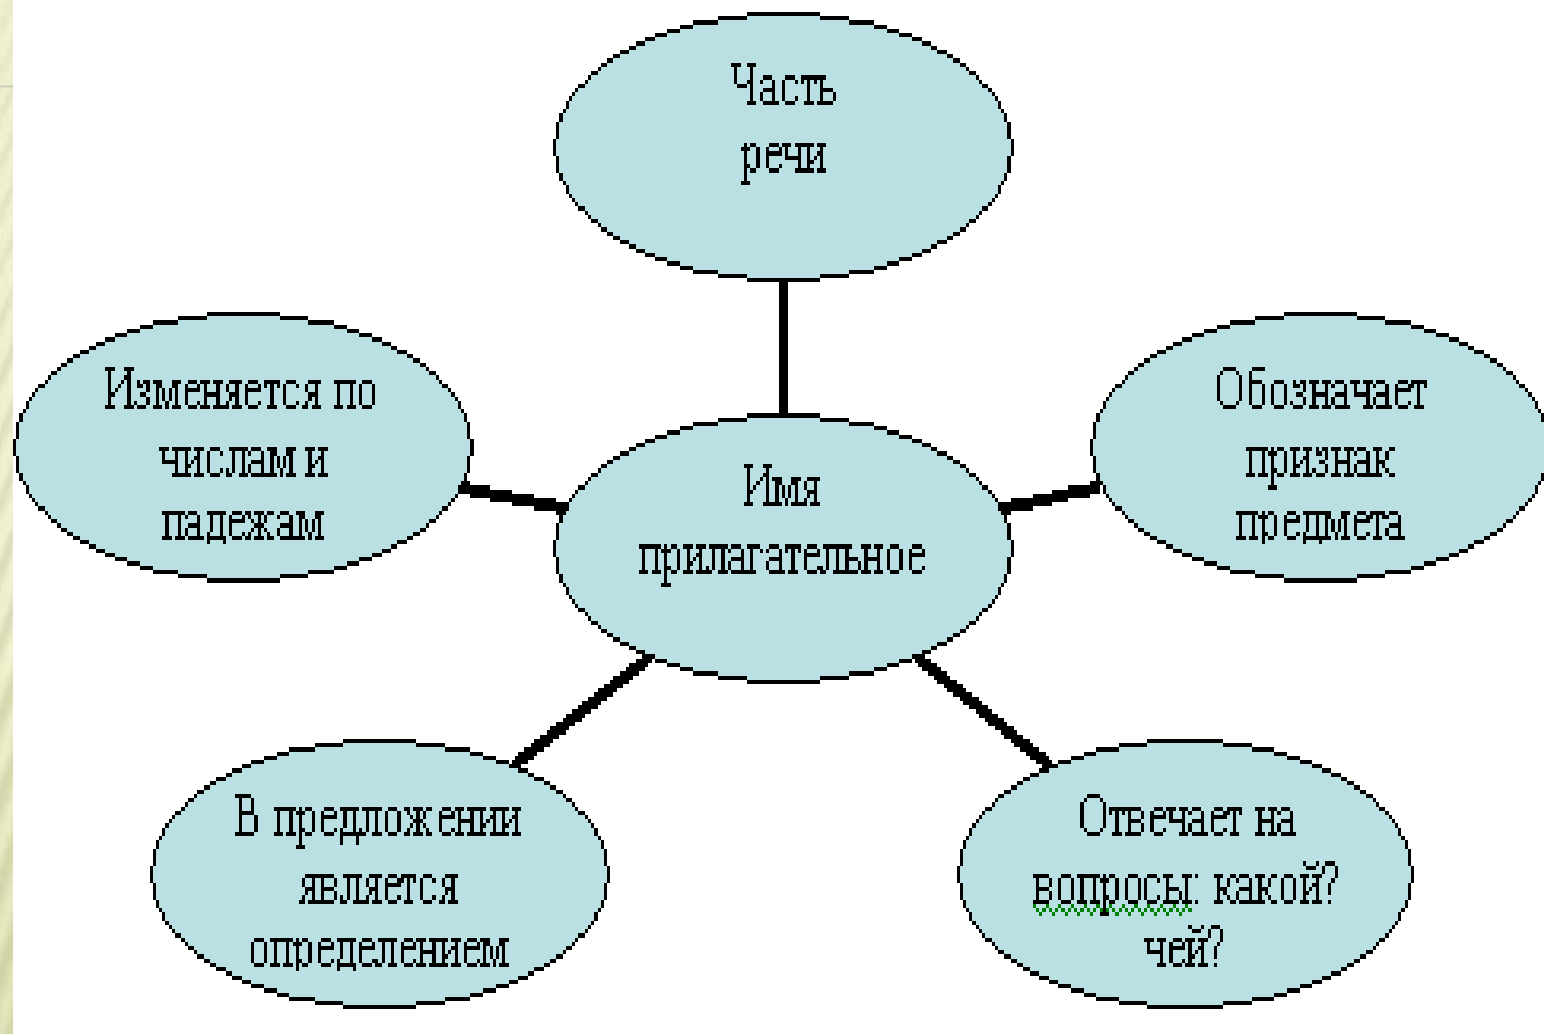 Часть
речи
Изменяется по
числам и
падежам
Обозначает
признак
предмета
Имя
прилагательное
В предложении
является
определением
Отвечает на
вопросы: какой?
чей?